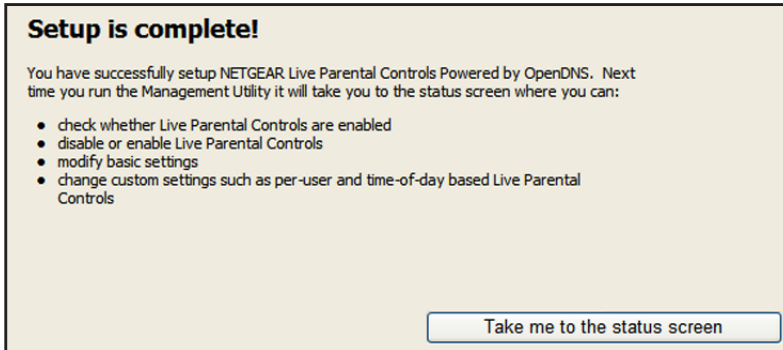 Setup is complete!
You have successfully setup NETGEAR Live Parental Controls Powered by OpenDNS.  Next
time you run the Management Utility it will take you to the status screen where you can:
● check whether Live Parental Controls are enabled
● disable or enable Live Parental Controls
● modify basic settings
● change custom settings such as per-user and time-of-day based Live Parental
Controls
Take me to the status screen